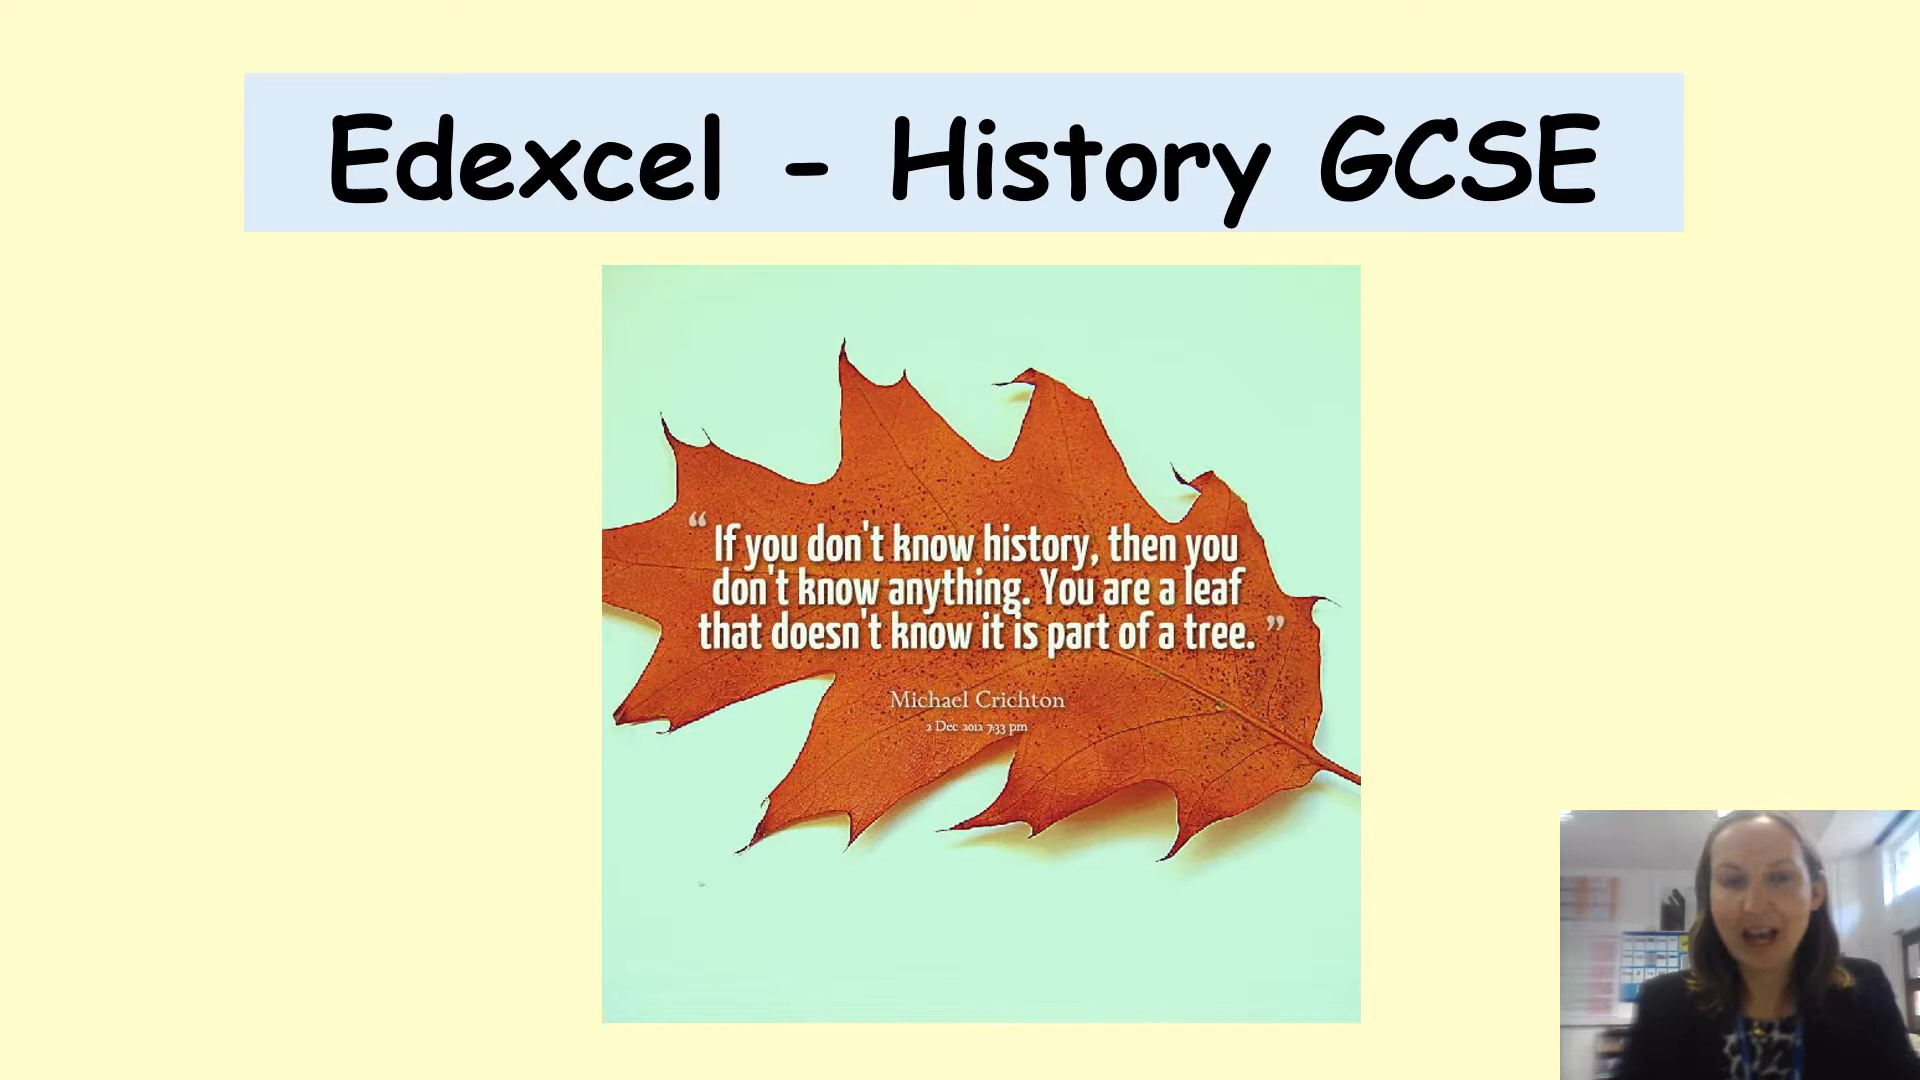 Edexcel - History GCSE
“ If you don't know history, then you
don't know anything. You are a leaf
that doesn't know it is part of a tree. ”
Michael Crichton
2 Dec 2012 7:33 pm